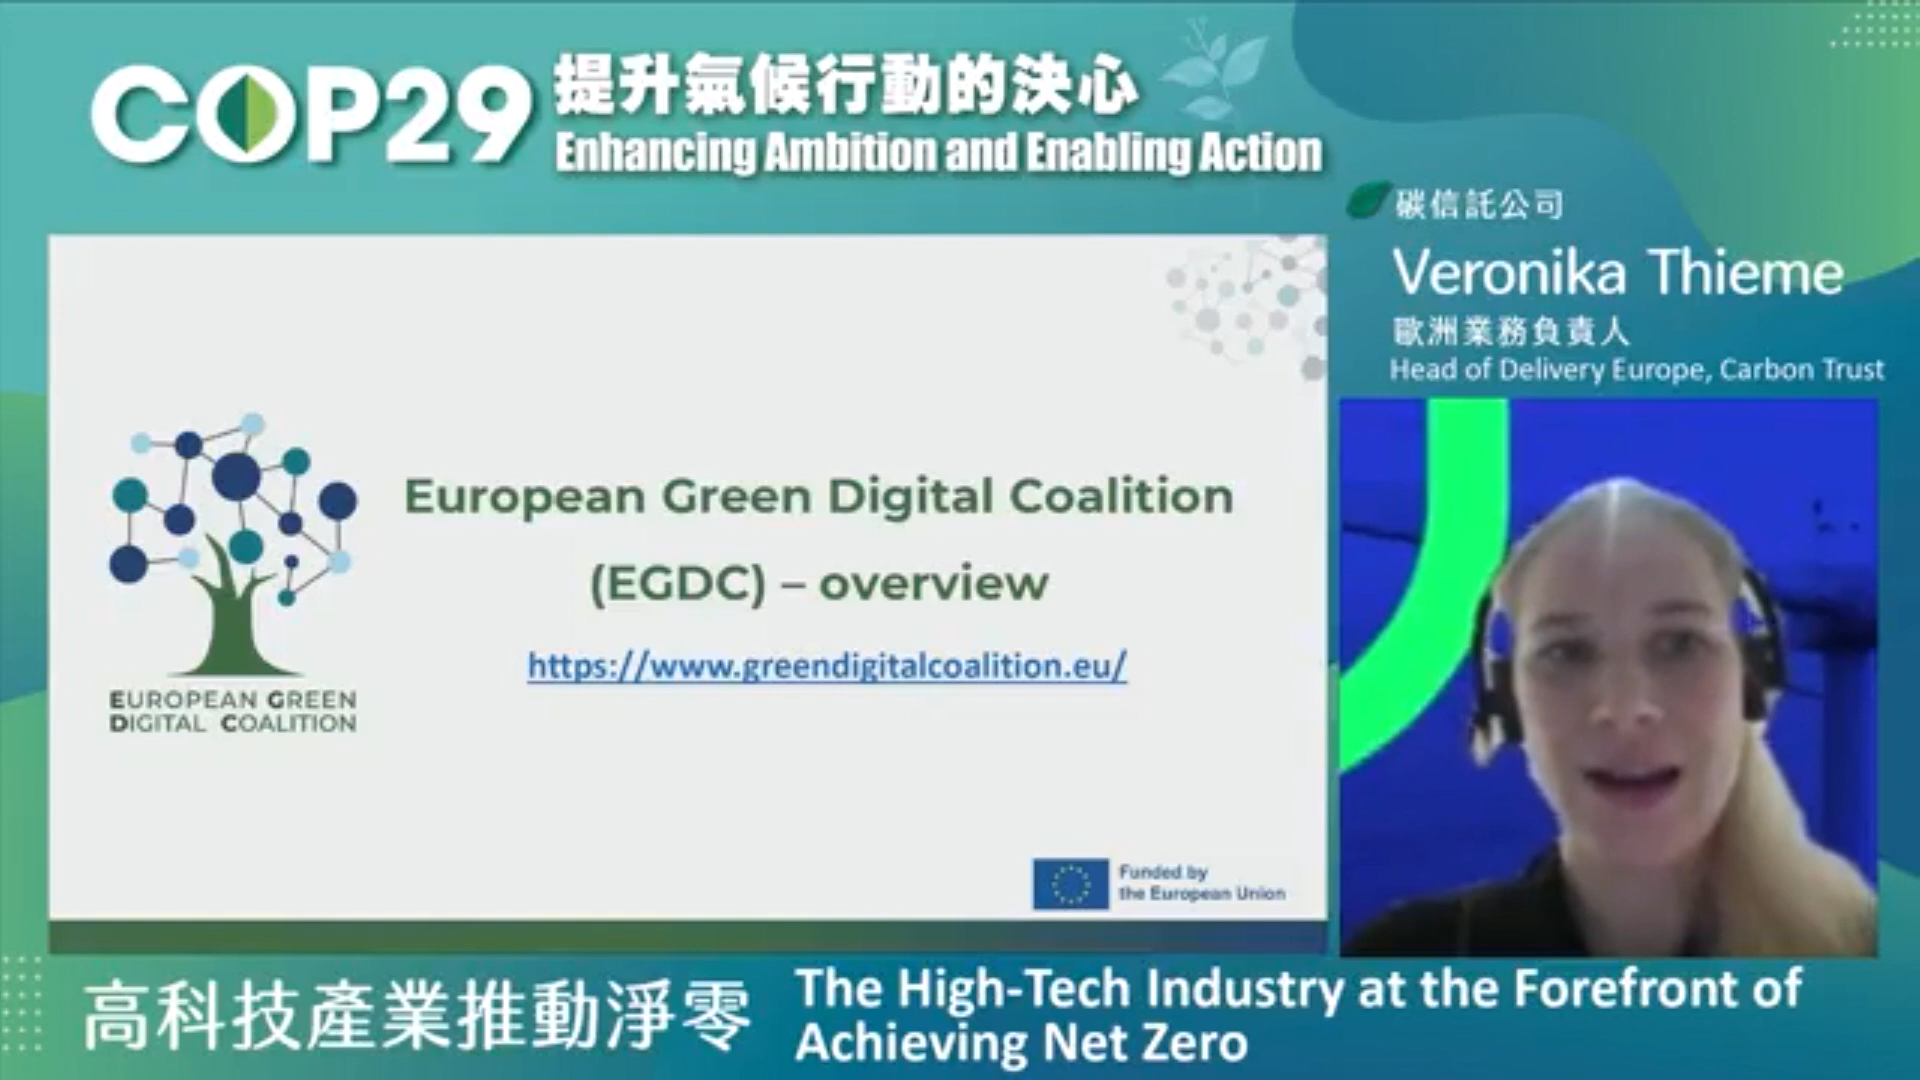 COP29
提升氣候行動的決心
Enhancing Ambition and Enabling Action
碳信託公司
Veronika Thieme
歐洲業務負責人
Head of Delivery Europe, Carbon Trust
European Green Digital Coalition
(EGDC) – overview
https://www.greendigitalcoalition.eu/
EUROPEAN GREEN
DIGITAL COALITION
Funded by
the European Union
高科技產業推動淨零
The High-Tech Industry at the Forefront of
Achieving Net Zero